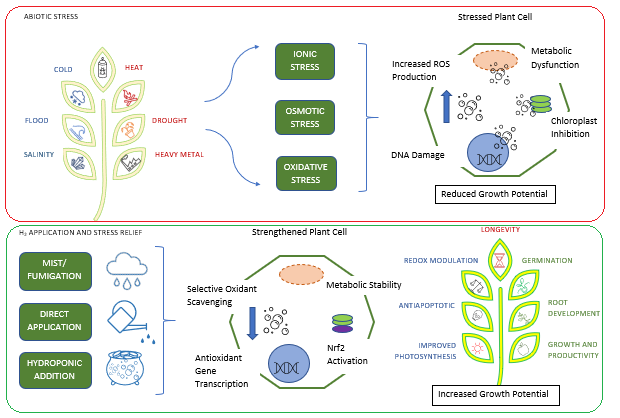 ABIOTIC STRESS
COLD
HEAT
FLOOD
DROUGHT
SALINITY
HEAVY METAL
IONIC
STRESS
OSMOTIC
STRESS
OXIDATIVE
STRESS
Stressed Plant Cell
Increased ROS
Production
Metabolic
Dysfunction
Chloroplast
Inhibition
DNA Damage
Reduced Growth Potential
H₂ APPLICATION AND STRESS RELIEF
MIST/
FUMIGATION
DIRECT
APPLICATION
HYDROPONIC
ADDITION
Strengthened Plant Cell
Selective Oxidant
Scavenging
Metabolic Stability
Antioxidant
Gene
Transcription
Nrf2
Activation
LONGEVITY
REDOX MODULATION
GERMINATION
ANTIAPOPTOTIC
ROOT
DEVELOPMENT
IMPROVED
PHOTOSYNTHESIS
GROWTH AND
PRODUCTIVITY
Increased Growth Potential